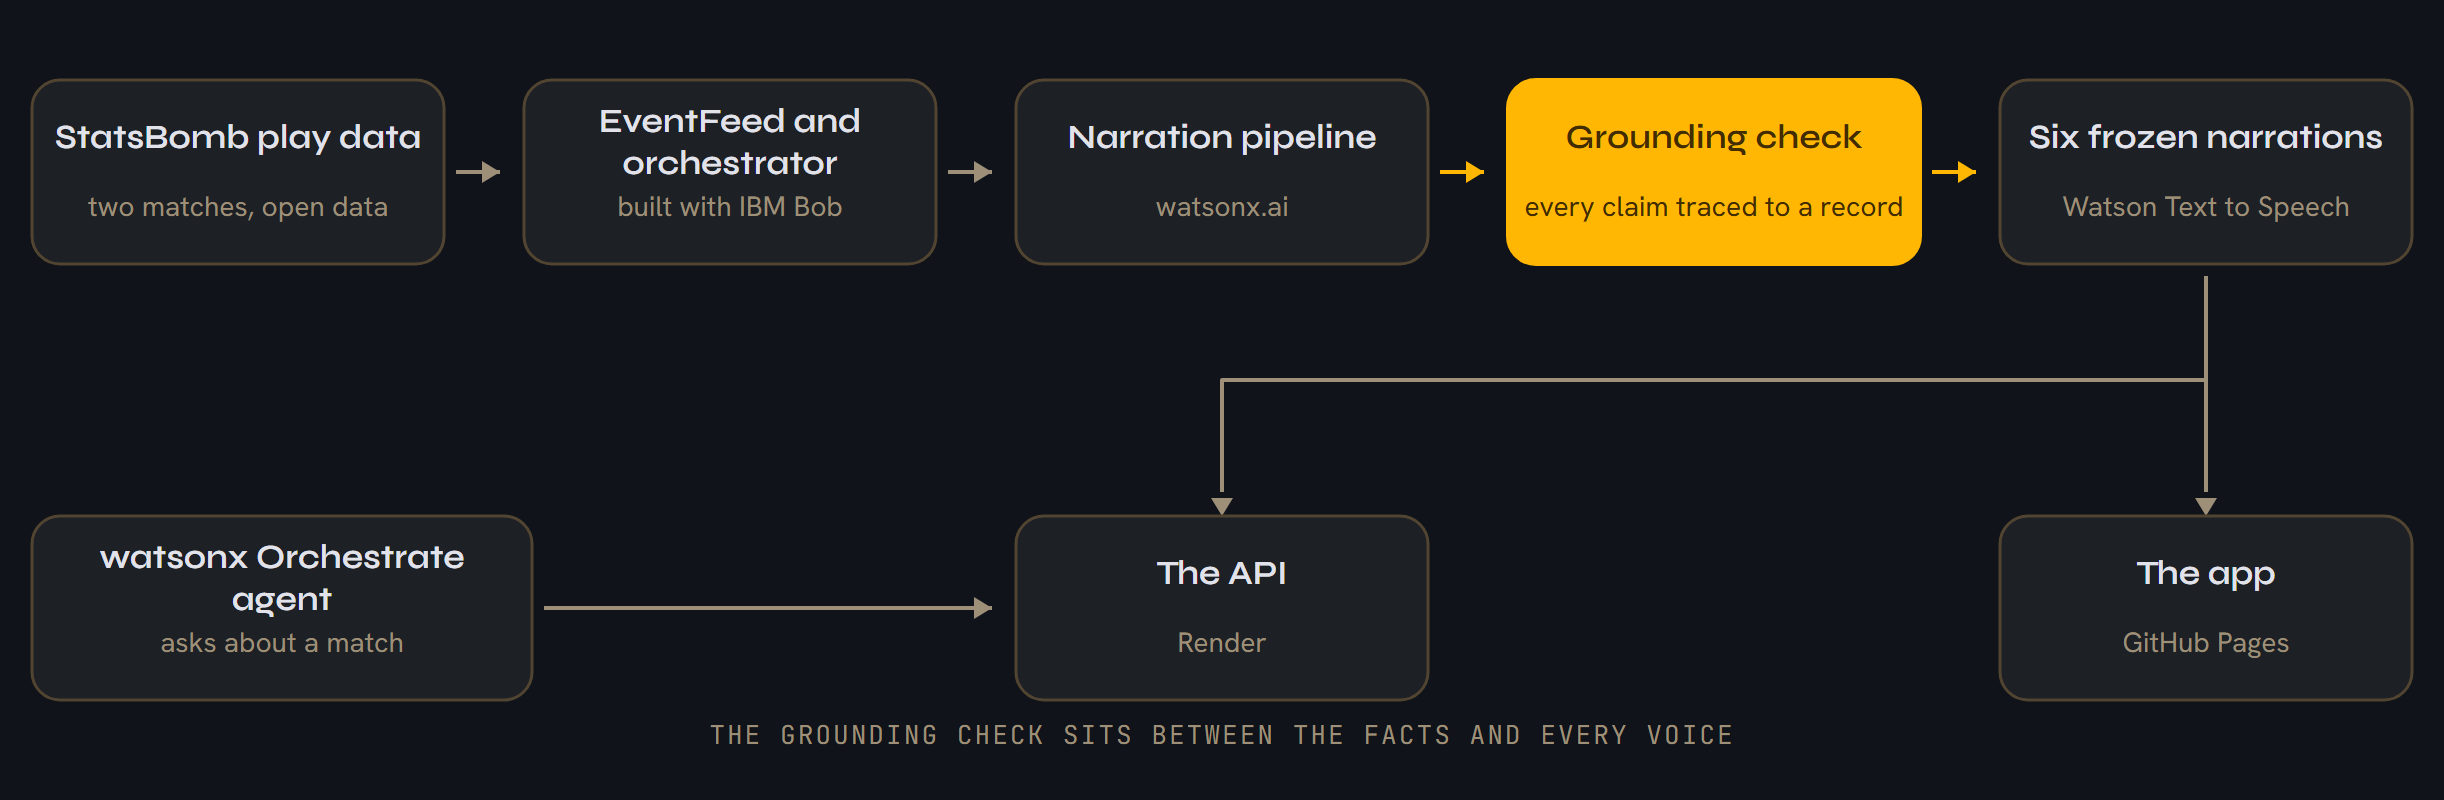 StatsBomb play data
two matches, open data
EventFeed and
orchestrator
built with IBM Bob
Narration pipeline
watsonx.ai
Grounding check
every claim traced to a record
Six frozen narrations
Watson Text to Speech
watsonx Orchestrate
agent
asks about a match
The API
Render
The app
GitHub Pages
THE GROUNDING CHECK SITS BETWEEN THE FACTS AND EVERY VOICE